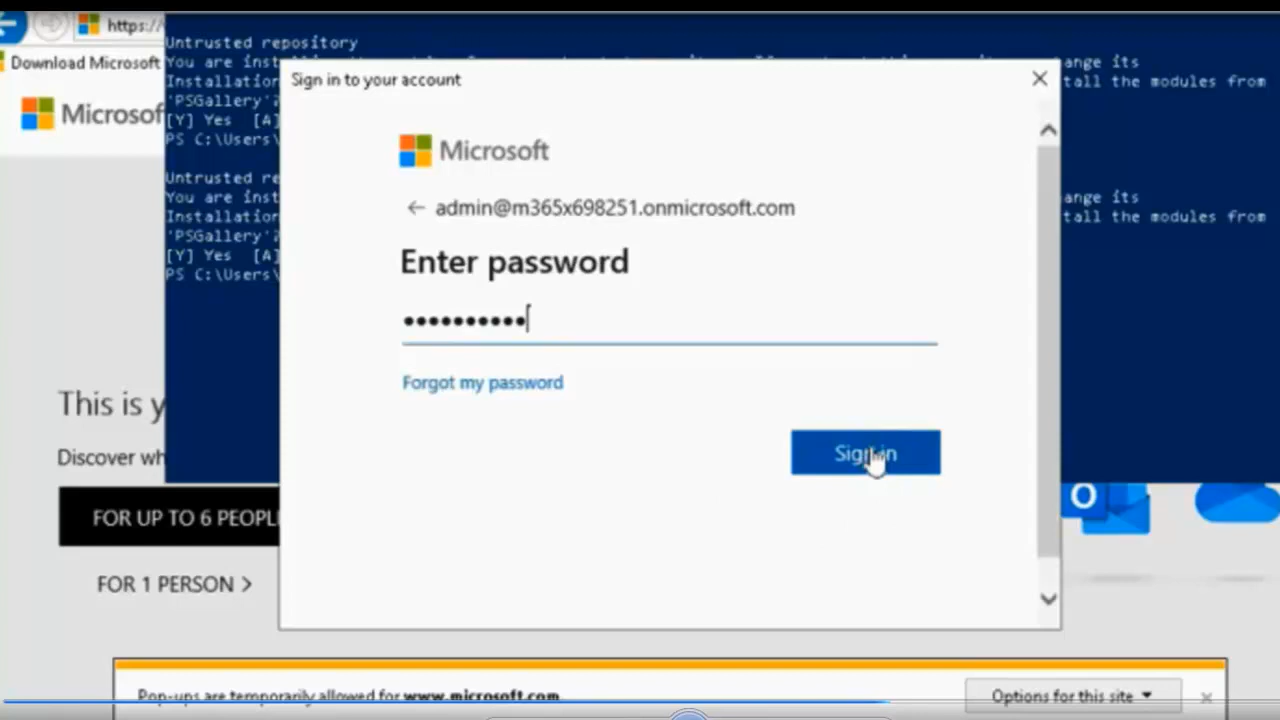 https://
Download Microsoft
Microsof
Untrusted repository
You are inst
ange its
Installation
tall the modules from
'PSGallery'?
[Y] Yes [A]
PS C:\Users\
Untrusted re
You are inst
ange its
Installation
tall the modules from
'PSGallery'?
[Y] Yes [A]
PS C:\Users\
Sign in to your account
Microsoft
admin@m365x698251.onmicrosoft.com
Enter password
Forgot my password
Sign in
This is y
Discover wh
FOR UP TO 6 PEOPL
FOR 1 PERSON >
Pop-ups are temporarily allowed for www.microsoft.com.
Options for this site